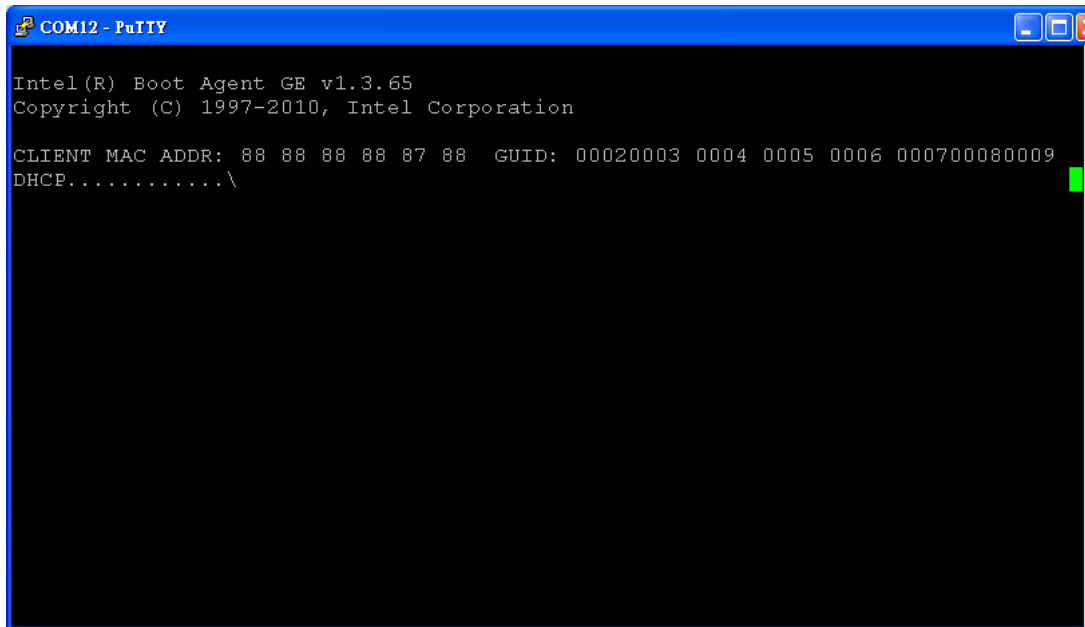 COM12 - PuTTY
Intel(R) Boot Agent GE v1.3.65
Copyright (C) 1997-2010, Intel Corporation
CLIENT MAC ADDR: 88 88 88 88 87 88  GUID: 00020003 0004 0005 0006 000700080009
DHCP............\